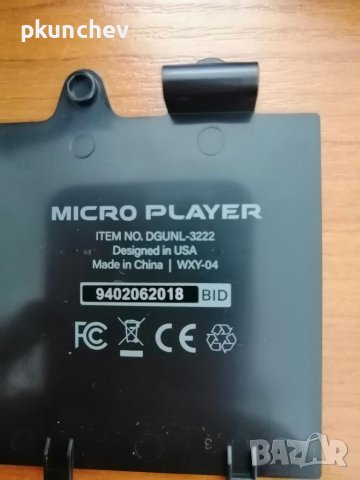 pkunchev
MICRO PLAYER
ITEM NO. DGUNL-3222
Designed in USA
Made in China | WXY-04
9402062018 BID
FC CE
BAZAR